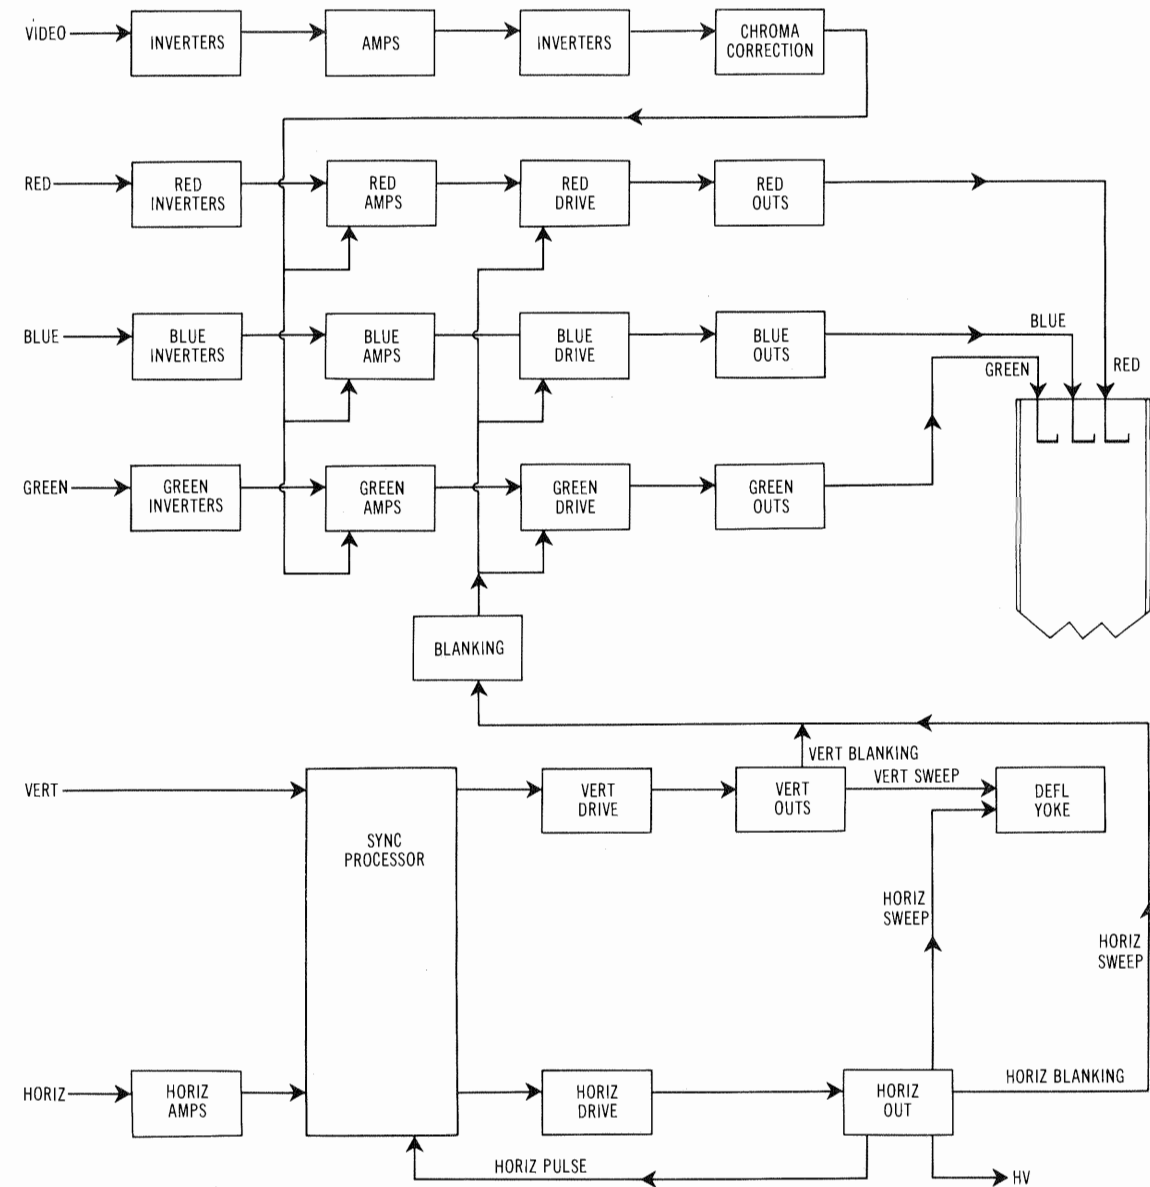 VIDEO
INVERTERS
AMPS
INVERTERS
CHROMA
CORRECTION
RED
RED
INVERTERS
RED
AMPS
RED
DRIVE
RED
OUTS
BLUE
BLUE
INVERTERS
BLUE
AMPS
BLUE
DRIVE
BLUE
OUTS
BLUE
GREEN
RED
GREEN
GREEN
INVERTERS
GREEN
AMPS
GREEN
DRIVE
GREEN
OUTS
BLANKING
VERT
SYNC
PROCESSOR
VERT
DRIVE
VERT
OUTS
VERT BLANKING
VERT SWEEP
DEFL
YOKE
HORIZ
SWEEP
HORIZ
SWEEP
HORIZ
HORIZ
AMPS
HORIZ
DRIVE
HORIZ
OUT
HORIZ BLANKING
HORIZ PULSE
HV